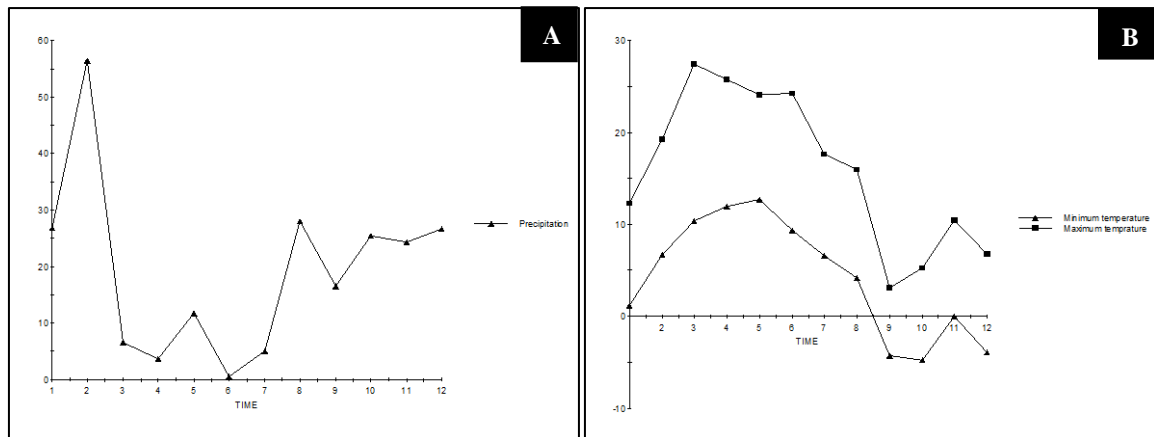 A
60
50
40
30
20
10
0
1 2 3 4 5 6 7 8 9 10 11 12
TIME
Precipitation
B
30
20
10
0
-10
2 3 4 5 6 7 8 9 10 11 12
TIME
Minimum temperature
Maximum temprature